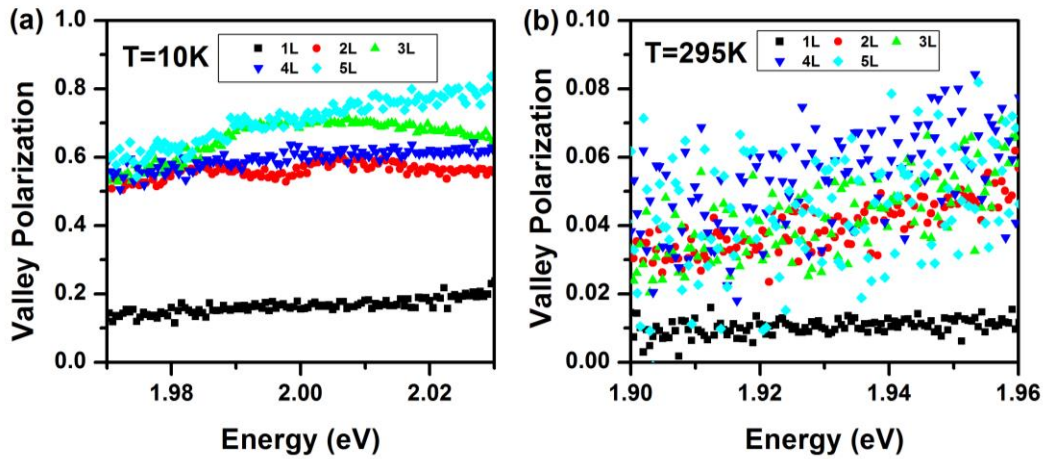 (a)
T=10K
1L 2L 3L
4L 5L
1.0
0.8
0.6
0.4
0.2
0.0
Valley Polarization
1.98 2.00 2.02
Energy (eV)
(b)
T=295K
1L 2L 3L
4L 5L
0.10
0.08
0.06
0.04
0.02
0.00
Valley Polarization
1.90 1.92 1.94 1.96
Energy (eV)